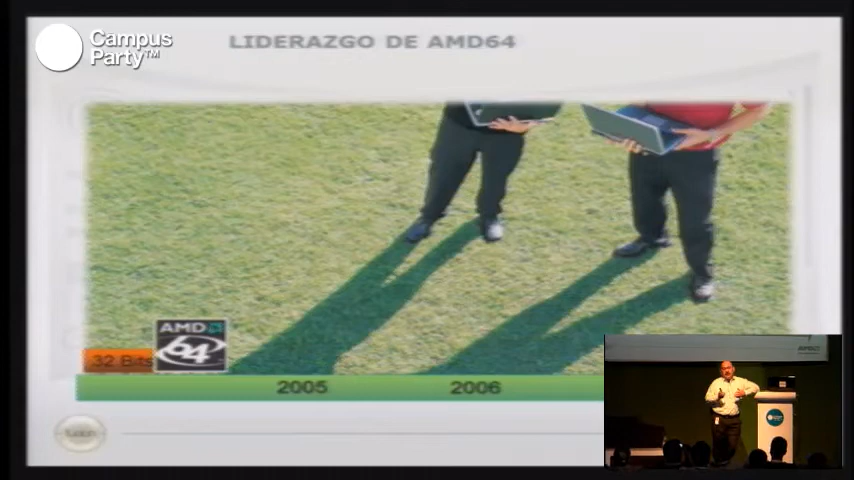 Campus
Party™
LIDERAZGO DE AMD64
AMD
64
32 Bits
2005
2006